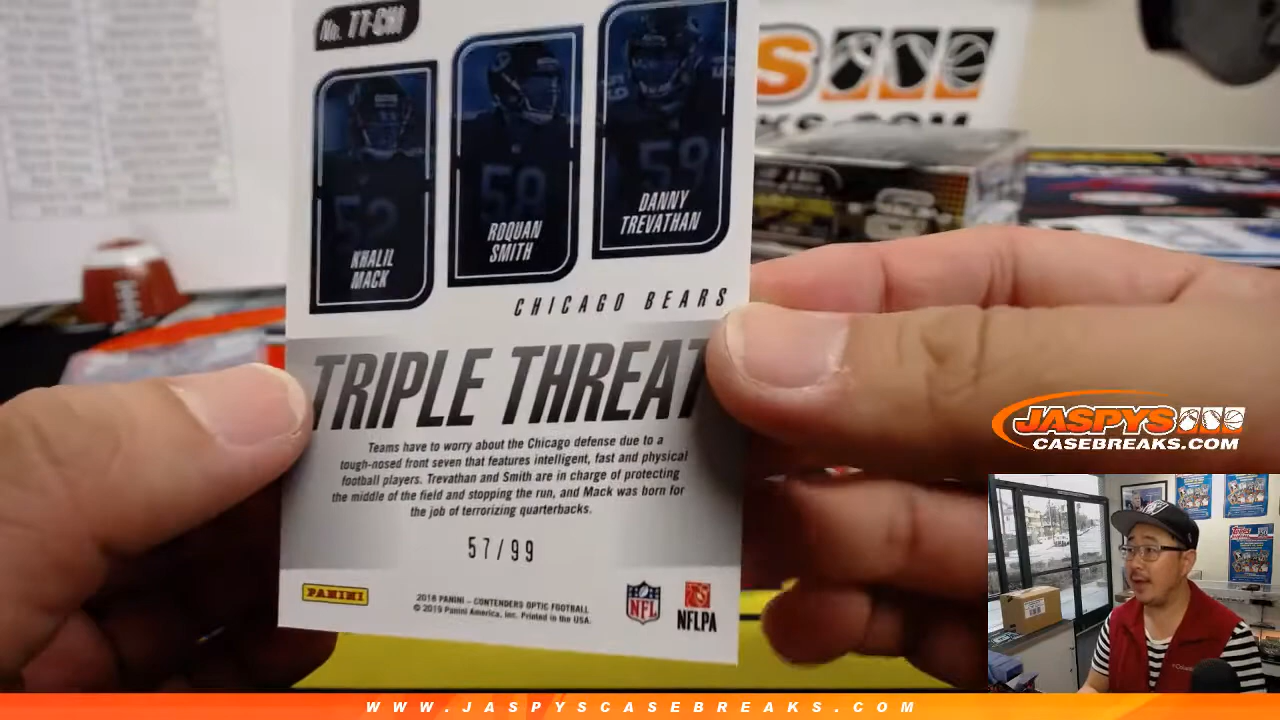 No. TT-CHI
KHALIL
MACK
52
ROQUAN
SMITH
58
DANNY
TREVATHAN
59
CHICAGO BEARS
TRIPLE THREAT
Teams have to worry about the Chicago defense due to a
tough-nosed front seven that features intelligent, fast and physical
football players. Trevathan and Smith are in charge of protecting
the middle of the field and stopping the run, and Mack was born for
the job of terrorizing quarterbacks.
57/99
PANINI
2018 PANINI – CONTENDERS OPTIC FOOTBALL
© 2019 Panini America, Inc. Printed in the USA.
NFL
NFLPA
JASPYS
CASEBREAKS.COM
WWW.JASPYSCASEBREAKS.COM